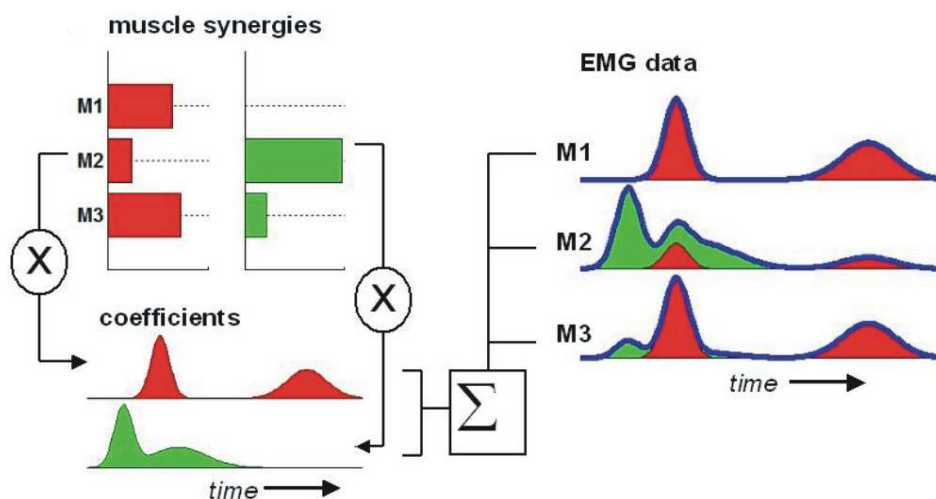 muscle synergies
M1
M2
M3
X
X
coefficients
time
Σ
EMG data
M1
M2
M3
time